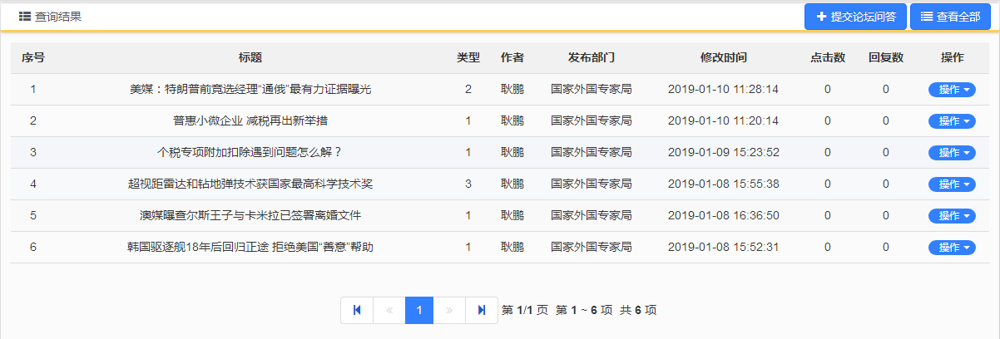 查询结果 提交论坛问答 查看全部
序号 标题 类型 作者 发布部门 修改时间 点击数 回复数 操作
1 美媒：特朗普前竞选经理“通俄”最有力证据曝光 2 耿鹏 国家外国专家局 2019-01-10 11:28:14 0 0 操作
2 普惠小微企业 减税再出新举措 1 耿鹏 国家外国专家局 2019-01-10 11:20:14 0 0 操作
3 个税专项附加扣除遇到问题怎么解？ 1 耿鹏 国家外国专家局 2019-01-09 15:23:52 0 0 操作
4 超视距雷达和钻地弹技术获国家最高科学技术奖 3 耿鹏 国家外国专家局 2019-01-08 15:55:38 0 0 操作
5 澳媒曝查尔斯王子与卡米拉已签署离婚文件 1 耿鹏 国家外国专家局 2019-01-08 16:36:50 0 0 操作
6 韩国驱逐舰18年后回归正途 拒绝美国“善意”帮助 1 耿鹏 国家外国专家局 2019-01-08 15:52:31 0 0 操作
« 1 » 第 1/1 页 第 1 ~ 6 项 共 6 项